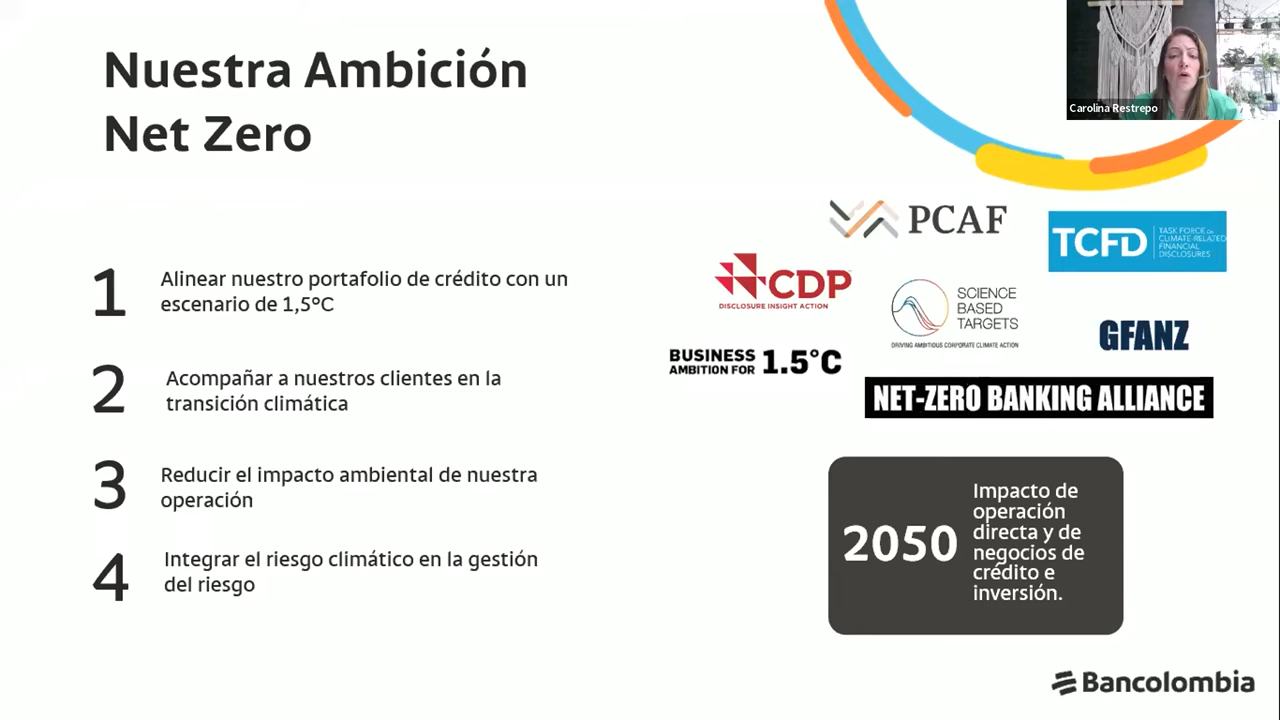 Nuestra Ambición
Net Zero
Carolina Restrepo
1
Alinear nuestro portafolio de crédito con un
escenario de 1,5°C
2
Acompañar a nuestros clientes en la
transición climática
3
Reducir el impacto ambiental de nuestra
operación
4
Integrar el riesgo climático en la gestión
del riesgo
PCAF
TCFD
TASK FORCE ON
CLIMATE-RELATED
FINANCIAL
DISCLOSURES
CDP
DISCLOSURE INSIGHT ACTION
SCIENCE
BASED
TARGETS
DRIVING AMBITIOUS CORPORATE CLIMATE ACTION
GFANZ
BUSINESS
AMBITION FOR
1.5°C
NET-ZERO BANKING ALLIANCE
2050
Impacto de
operación
directa y de
negocios de
crédito e
inversión.
Bancolombia